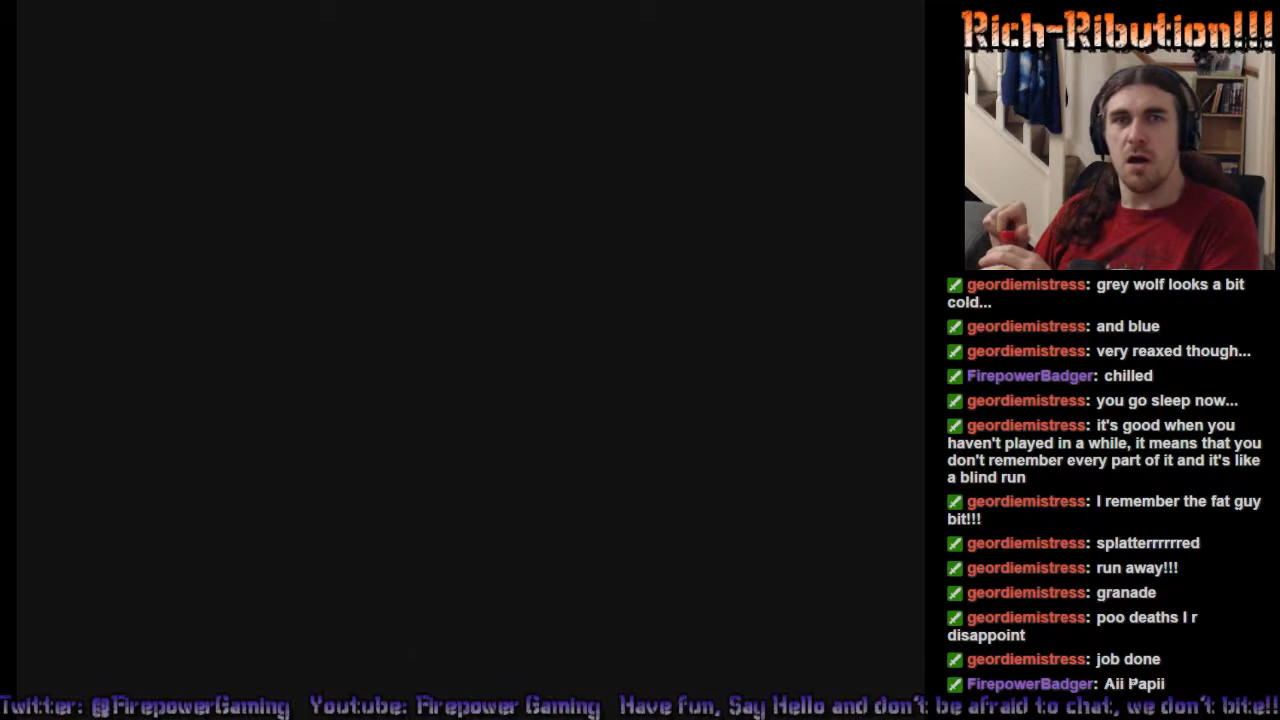 Rich-Ribution!!!
geordiemistress: grey wolf looks a bit
cold...
geordiemistress: and blue
geordiemistress: very reaxed though...
FirepowerBadger: chilled
geordiemistress: you go sleep now...
geordiemistress: it's good when you
haven't played in a while, it means that you
don't remember every part of it and it's like
a blind run
geordiemistress: I remember the fat guy
bit!!!
geordiemistress: splatterrrrrred
geordiemistress: run away!!!
geordiemistress: granade
geordiemistress: poo deaths I r
disappoint
geordiemistress: job done
FirepowerBadger: Aii Papii
Twitter: @FirepowerGaming Youtube: Firepower Gaming Have fun, Say Hello and don't be afraid to chat, we don't bite!!